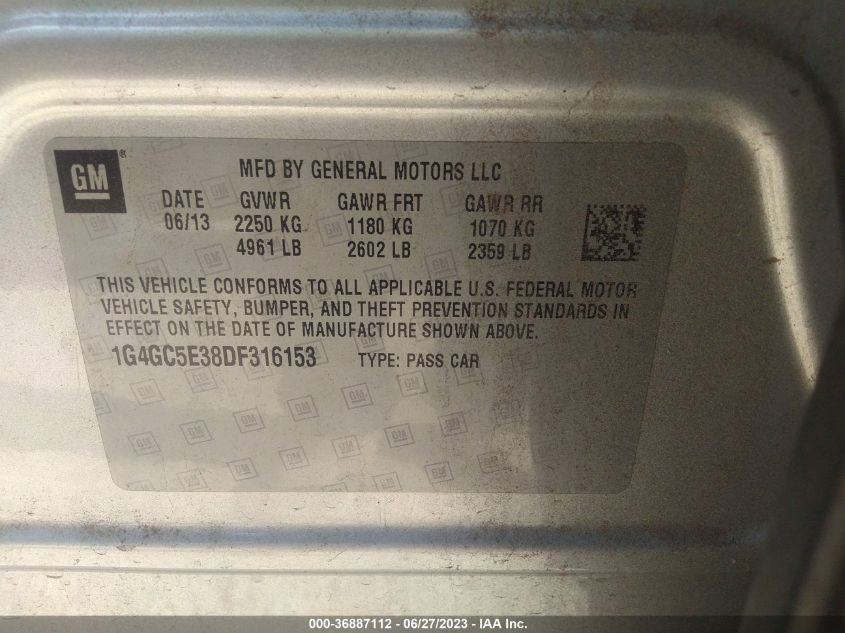 GM®
MFD BY GENERAL MOTORS LLC
DATE GVWR GAWR FRT GAWR RR
06/13 2250 KG 1180 KG 1070 KG
4961 LB 2602 LB 2359 LB
THIS VEHICLE CONFORMS TO ALL APPLICABLE U.S. FEDERAL MOTOR
VEHICLE SAFETY, BUMPER, AND THEFT PREVENTION STANDARDS IN
EFFECT ON THE DATE OF MANUFACTURE SHOWN ABOVE.
1G4GC5E38DF316153 TYPE: PASS CAR
000-36887112 - 06/27/2023 - IAA Inc.